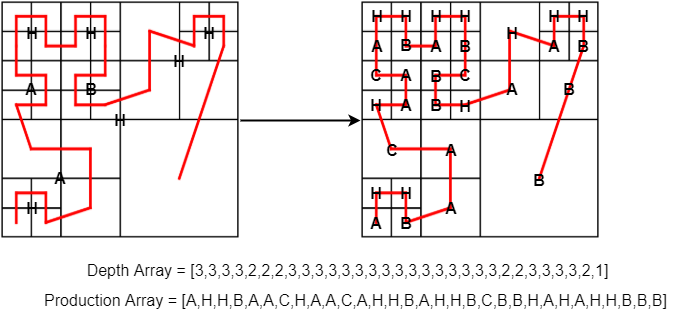 H H H
H
A B
H
A
H
H H H H H H
H
A B A B A B
C A B C
A B
H A B H
C A
B
H H
A
A B
Depth Array = [3,3,3,3,2,2,2,3,3,3,3,3,3,3,3,3,3,3,3,3,3,3,3,2,2,3,3,3,3,2,1]
Production Array = [A,H,H,B,A,A,C,H,A,A,C,A,H,H,B,A,H,H,B,C,B,B,H,A,H,A,H,H,B,B,B]